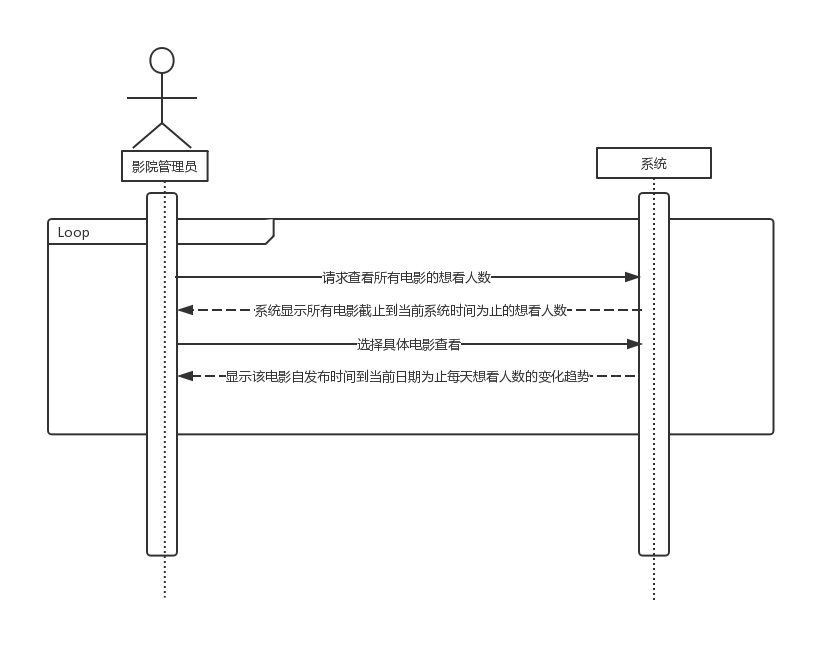 影院管理员
系统
Loop
请求查看所有电影的想看人数
系统显示所有电影截止到当前系统时间为止的想看人数
选择具体电影查看
显示该电影自发布时间到当前日期为止每天想看人数的变化趋势